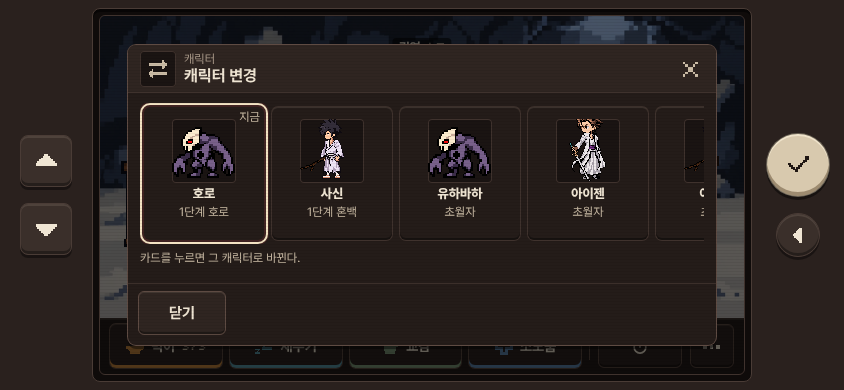 캐릭터
캐릭터 변경
지금
호로
1단계 호로
사신
1단계 혼백
유하바하
초월자
아이젠
초월자
카드를 누르면 그 캐릭터로 바뀐다.
닫기